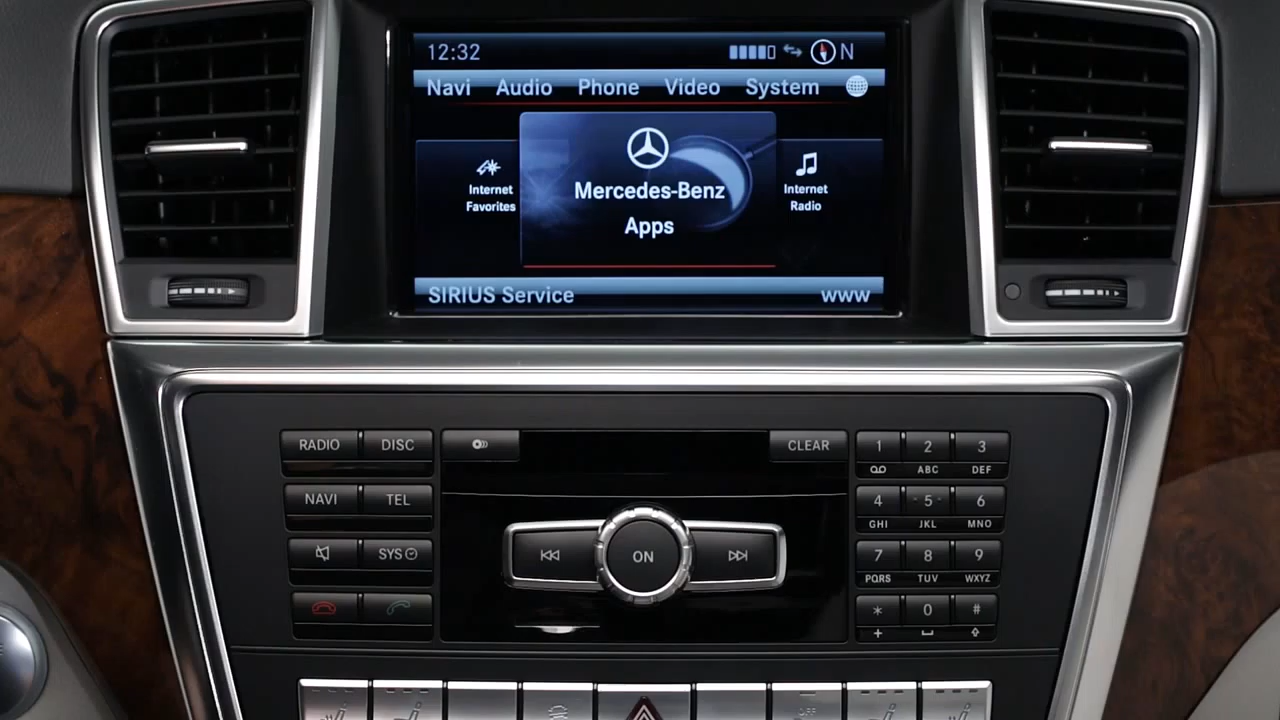 12:32 N
Navi Audio Phone Video System
Internet
Favorites
Mercedes-Benz
Apps
Internet
Radio
SIRIUS Service www
RADIO DISC CLEAR 1 2 3
ABC DEF
NAVI TEL 4 5 6
GHI JKL MNO
SYS ON 7 8 9
PQRS TUV WXYZ
* 0 #
+
OFF